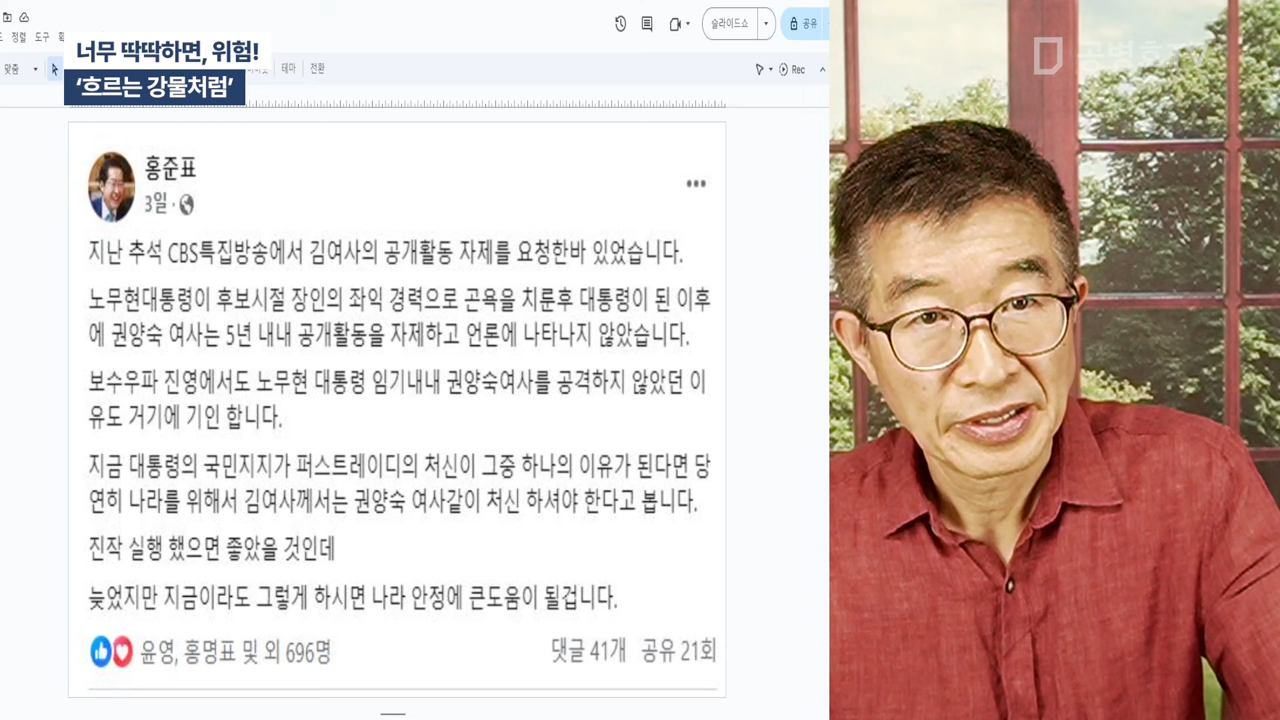 슬라이드쇼
공유
정렬 도구
너무 딱딱하면, 위험!
맞춤
테마
전환
Rec
‘흐르는 강물처럼’
홍준표
3일
지난 추석 CBS특집방송에서 김여사의 공개활동 자제를 요청한바 있었습니다.
노무현대통령이 후보시절 장인의 좌익 경력으로 곤욕을 치룬후 대통령이 된 이후
에 권양숙 여사는 5년 내내 공개활동을 자제하고 언론에 나타나지 않았습니다.
보수우파 진영에서도 노무현 대통령 임기내내 권양숙여사를 공격하지 않았던 이
유도 거기에 기인 합니다.
지금 대통령의 국민지지가 퍼스트레이디의 처신이 그중 하나의 이유가 된다면 당
연히 나라를 위해서 김여사께서는 권양숙 여사같이 처신 하셔야 한다고 봅니다.
진작 실행 했으면 좋았을 것인데
늦었지만 지금이라도 그렇게 하시면 나라 안정에 큰도움이 될겁니다.
윤영, 홍명표 및 외 696명
댓글 41개 공유 21회